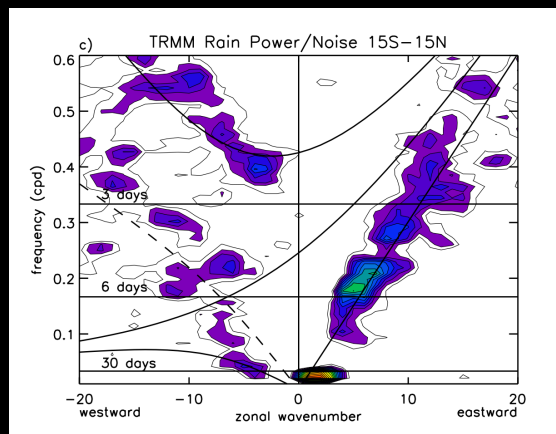 c) TRMM Rain Power/Noise 15S-15N
0.6
0.5
0.4
3 days
0.3
0.2
6 days
0.1
30 days
frequency (cpd)
-20 -10 0 10 20
westward zonal wavenumber eastward